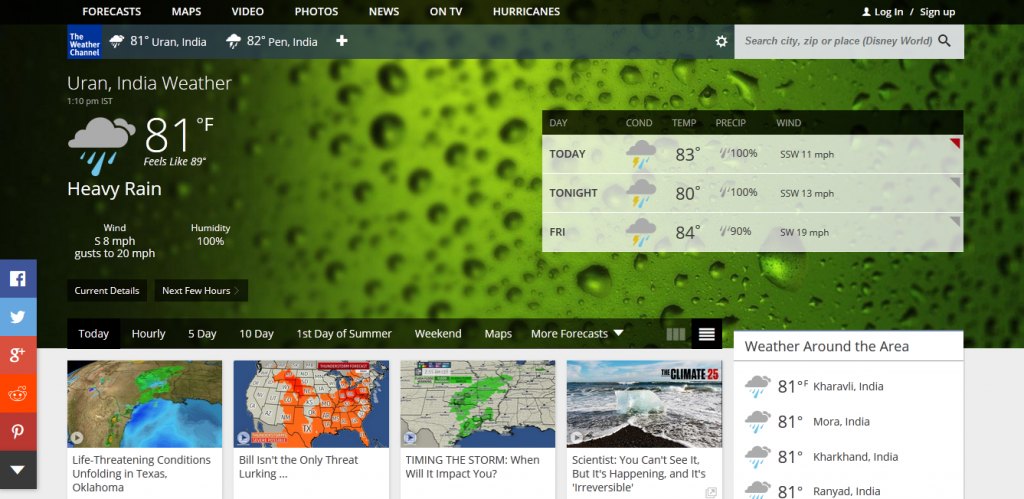 FORECASTS MAPS VIDEO PHOTOS NEWS ON TV HURRICANES Log In / Sign up
The
Weather
Channel
81° Uran, India 82° Pen, India Search city, zip or place (Disney World)
Uran, India Weather
1:10 pm IST
81 °F
Feels Like 89°
Heavy Rain
Wind Humidity
S 8 mph 100%
gusts to 20 mph
Current Details Next Few Hours
DAY COND TEMP PRECIP WIND
TODAY 83° 100% SSW 11 mph
TONIGHT 80° 100% SSW 13 mph
FRI 84° 90% SW 19 mph
Today Hourly 5 Day 10 Day 1st Day of Summer Weekend Maps More Forecasts
Life-Threatening Conditions
Unfolding in Texas,
Oklahoma
THUNDERSTORM FORECAST
THUNDERSTORM
SEVERE POSSIBLE
Bill Isn't the Only Threat
Lurking ...
TIMING THE STORM: When
Will It Impact You?
THE CLIMATE 25
Scientist: You Can't See It,
But It's Happening, and It's
'Irreversible'
Weather Around the Area
81°F Kharavli, India
81° Mora, India
81° Kharkhand, India
81° Ranyad, India